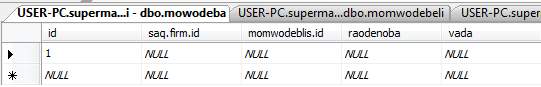 USER-PC.superma...i - dbo.mowodeba USER-PC.superma...dbo.momwodebeli USER-PC.superma
id saq.firm.id momwodeblis.id raodenoba vada
1 NULL NULL NULL NULL
NULL NULL NULL NULL NULL